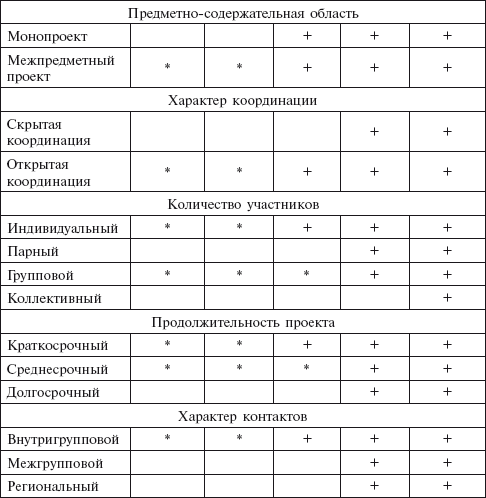 Предметно-содержательная область
Монопроект + + +
Межпредметный * * + + +
проект
Характер координации
Скрытая + +
координация
Открытая * * + + +
координация
Количество участников
Индивидуальный * * + + +
Парный + +
Групповой * * * + +
Коллективный +
Продолжительность проекта
Краткосрочный * * + + +
Среднесрочный * * * + +
Долгосрочный + +
Характер контактов
Внутригрупповой * * + + +
Межгрупповой + +
Региональный + +